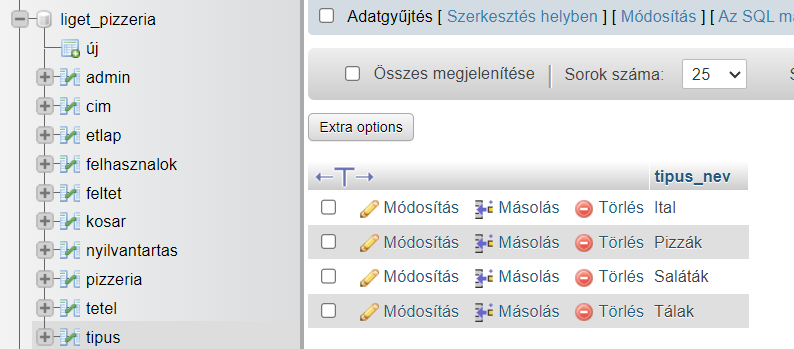 liget_pizzeria
új
admin
cim
etlap
felhasznalok
feltet
kosar
nyilvantartas
pizzeria
tetel
tipus
Adatgyűjtés [ Szerkesztés helyben ] [ Módosítás ] [ Az SQL
Összes megjelenítése Sorok száma: 25
Extra options
←T→ tipus_nev
Módosítás Másolás Törlés Ital
Módosítás Másolás Törlés Pizzák
Módosítás Másolás Törlés Saláták
Módosítás Másolás Törlés Tálak